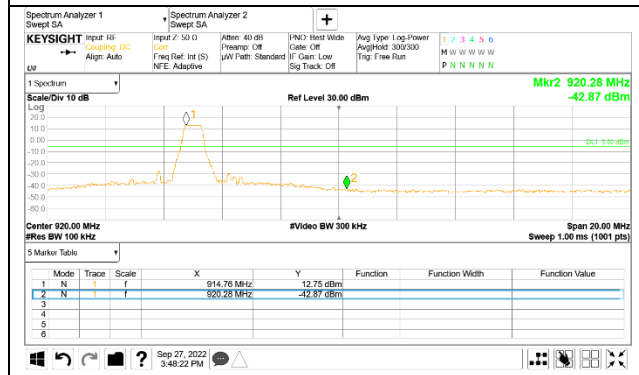 Spectrum Analyzer 1 Swept SA
Spectrum Analyzer 2 Swept SA
+
KEYSIGHT Input: RF Input Z: 50 Ω Atten: 40 dB PNO: Best Wide Avg Type: Log-Power 1 2 3 4 5 6
Coupling: DC Corr Preamp: Off Gate: Off Avg|Hold: 300/300 M W W W W W
Align: Auto Freq Ref: Int (S) µW Path: Standard IF Gain: Low Trig: Free Run
NFE: Adaptive Sig Track: Off P N N N N N
1 Spectrum
Mkr2 920.28 MHz
Scale/Div 10 dB Ref Level 30.00 dBm -42.87 dBm
Log
20.0
1
10.0
0.00
-10.0
-20.0
-30.0
-40.0
2
-50.0
-60.0
Center 920.00 MHz #Video BW 300 kHz Span 20.00 MHz
#Res BW 100 kHz Sweep 1.00 ms (1001 pts)
5 Marker Table
Mode Trace Scale X Y Function Function Width Function Value
1 N 1 f 914.76 MHz 12.75 dBm
2 N 1 f 920.28 MHz -42.87 dBm
3
4
5
6
? Sep 27, 2022
3:48:22 PM